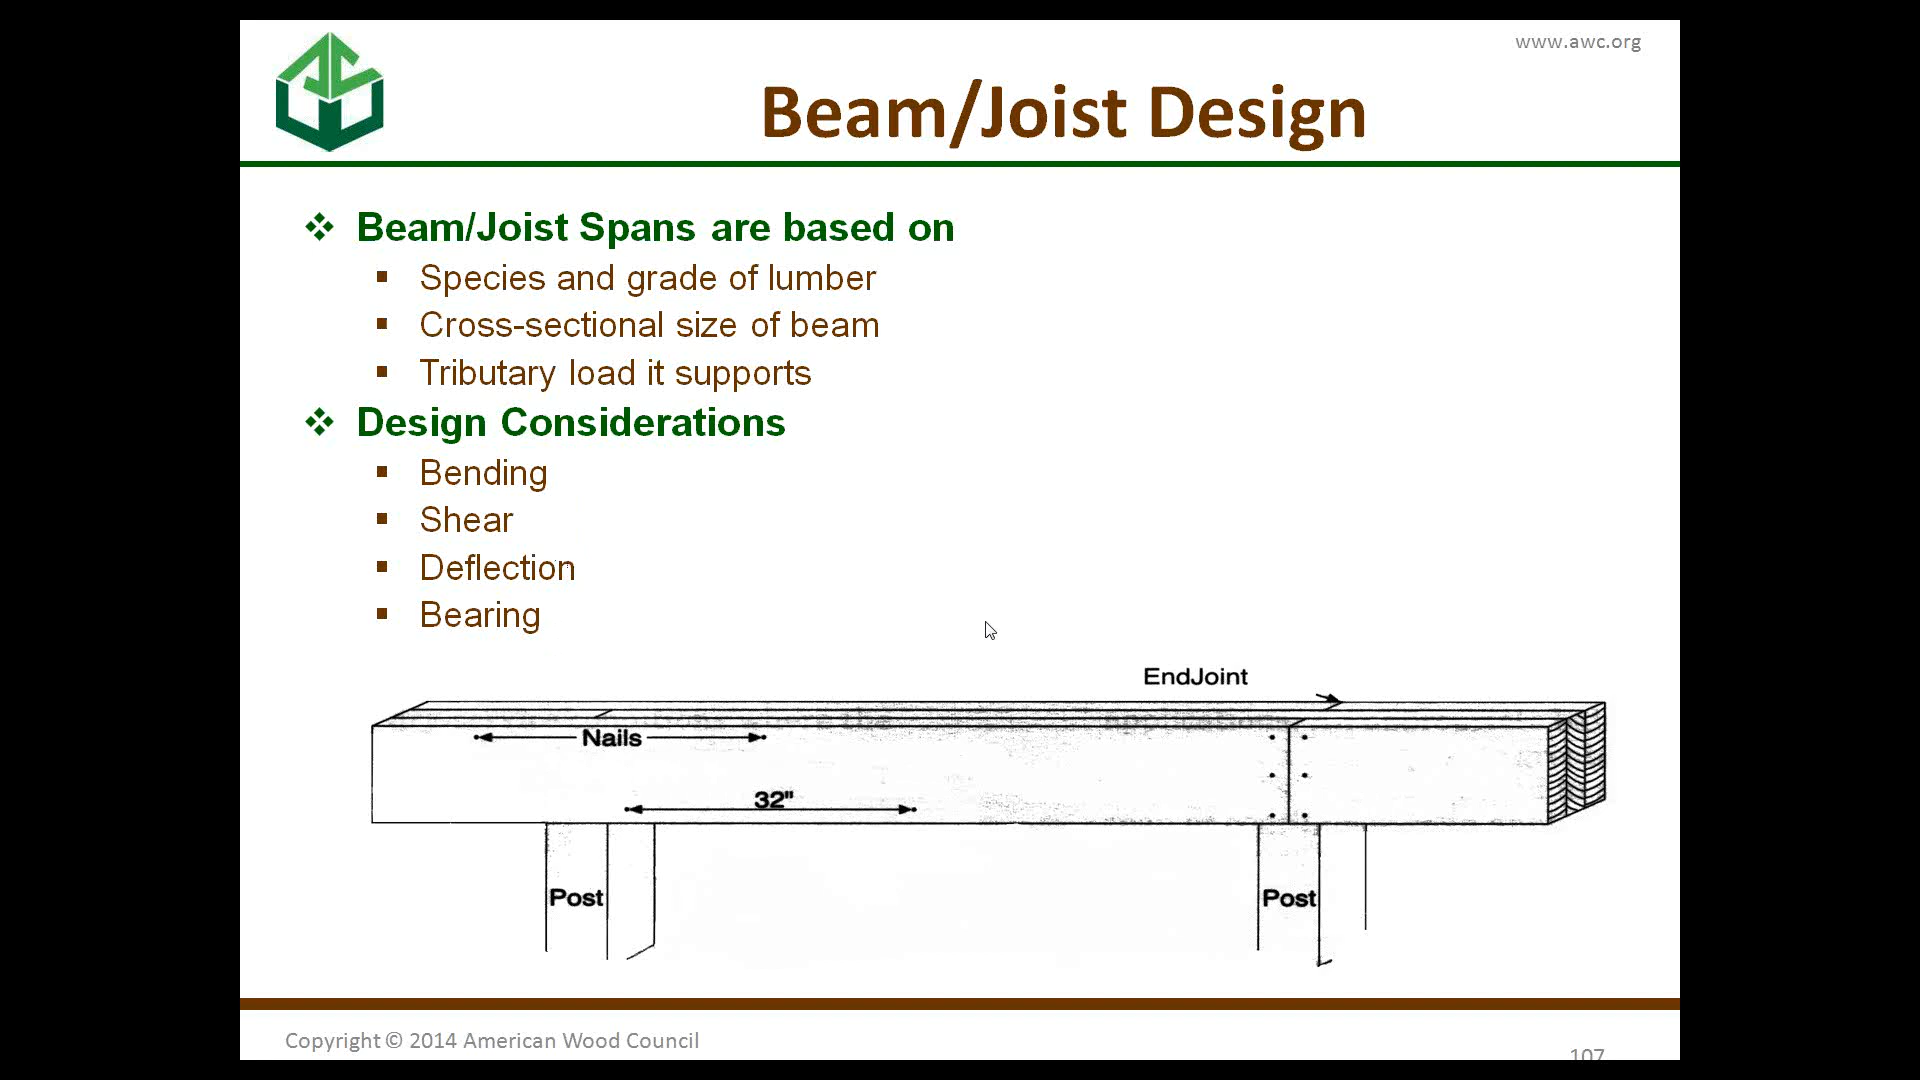 www.awc.org
Beam/Joist Design
Beam/Joist Spans are based on
Species and grade of lumber
Cross-sectional size of beam
Tributary load it supports
Design Considerations
Bending
Shear
Deflection
Bearing
EndJoint
Nails
32"
Post
Post
Copyright © 2014 American Wood Council
107